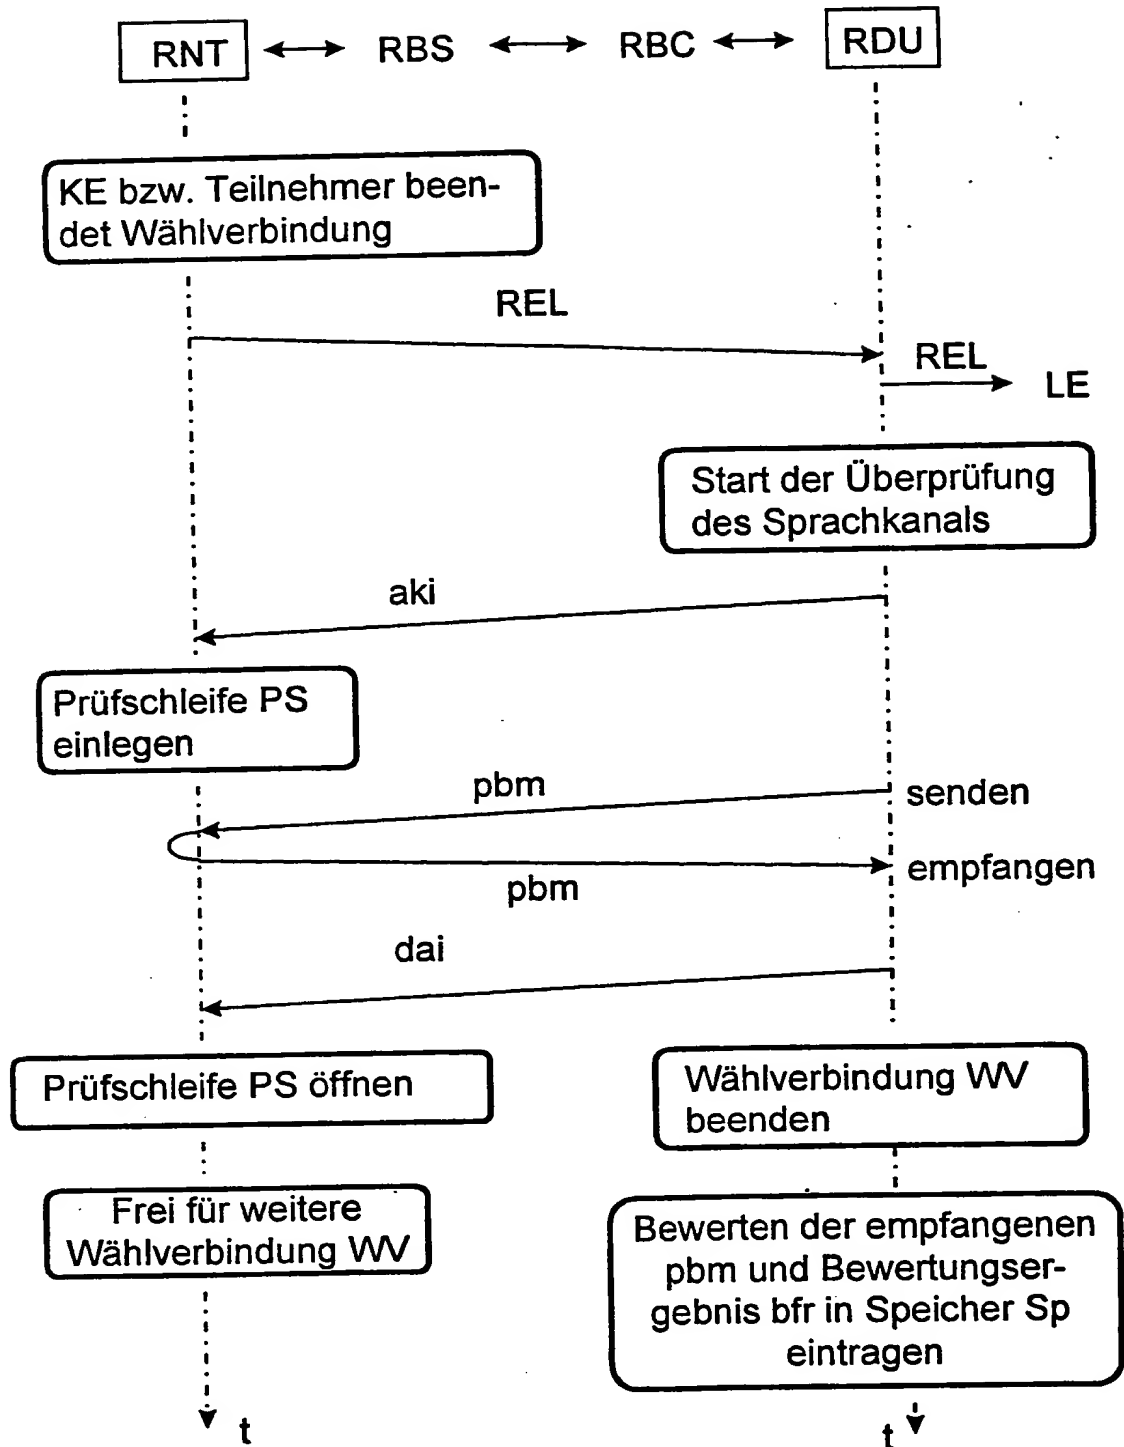 RNT RBS RBC RDU
KE bzw. Teilnehmer been-
det Wählverbindung
REL
REL
LE
Start der Überprüfung
des Sprachkanals
aki
Prüfschleife PS
einlegen
pbm
senden
empfangen
pbm
dai
Prüfschleife PS öffnen
Wählverbindung WV
beenden
Frei für weitere
Wählverbindung WV
Bewerten der empfangenen
pbm und Bewertungser-
gebnis bfr in Speicher Sp
eintragen
t
t